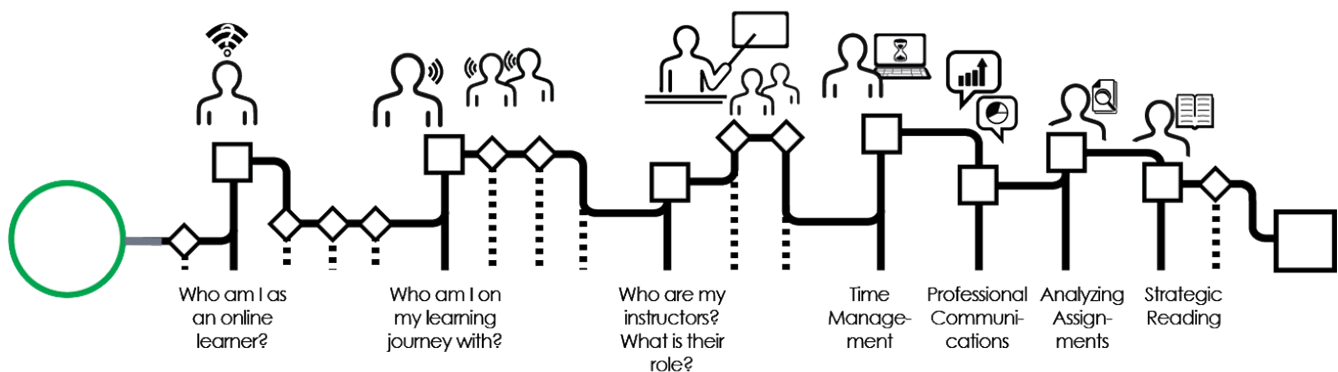 Who am I as
an online
learner?
Who am I on
my learning
journey with?
Who are my
instructors?
What is their
role?
Time
Manage-
ment
Professional
Communi-
cations
Analyzing
Assign-
ments
Strategic
Reading